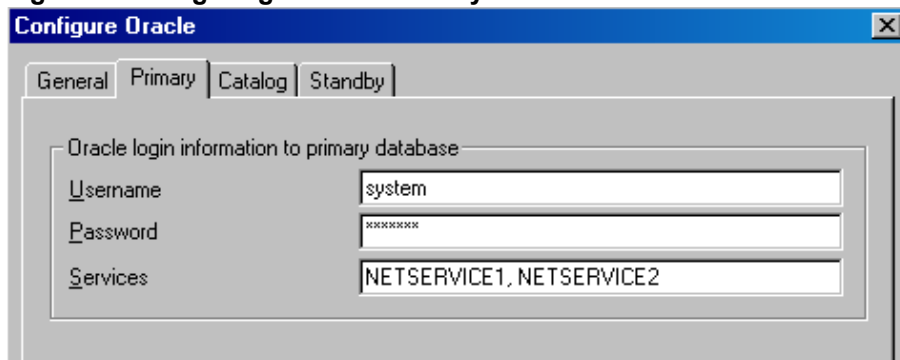 Configure Oracle
General Primary Catalog Standby
Oracle login information to primary database
Username system
Password *******
Services NETSERVICE1, NETSERVICE2